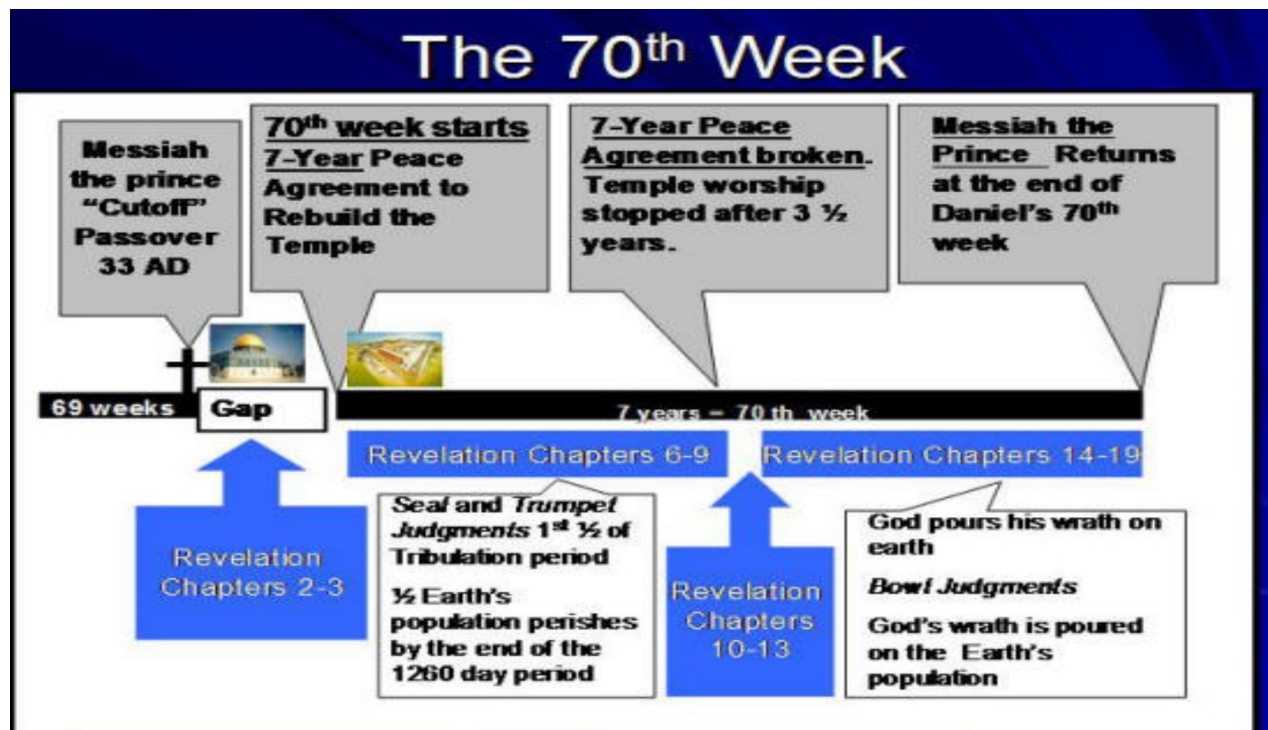 The 70th Week
Messiah
the prince
“Cutoff”
Passover
33 AD
70th week starts
7-Year Peace
Agreement to
Rebuild the
Temple
7-Year Peace
Agreement broken.
Temple worship
stopped after 3 ½
years.
Messiah the
Prince Returns
at the end of
Daniel's 70th
week
69 weeks
Gap
7 years = 70 th week
Revelation Chapters 6-9
Revelation Chapters 14-19
Revelation
Chapters 2-3
Seal and Trumpet
Judgments 1st ½ of
Tribulation period
½ Earth's
population perishes
by the end of the
1260 day period
Revelation
Chapters
10-13
God pours his wrath on
earth
Bowl Judgments
God's wrath is poured
on the Earth's
population